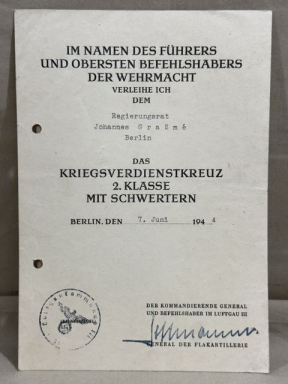 IM NAMEN DES FÜHRERS
UND OBERSTEN BEFEHLSHABERS
DER WEHRMACHT
VERLEIHE ICH
DEM
Regierungsrat
Johannes
Berlin
DAS
KRIEGSVERDIENSTKREUZ
2. KLASSE
MIT SCHWERTERN
BERLIN, DEN 7. Juni 1944
DER KOMMANDIERENDE GENERAL
UND BEFEHLSHABER IM LUFTGAU III
GENERAL DER FLAKARTILLERIE